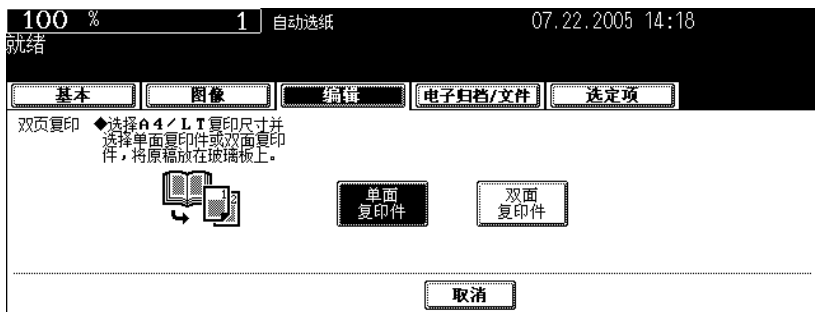 100 % 1 自动选纸 07.22.2005 14:18
就绪
基本 图像 编辑 电子归档/文件 选定项
双页复印 ◆选择A4/LT复印尺寸并
选择单面复印件或双面复印
件，将原稿放在玻璃板上。
1 2
单面 双面
复印件 复印件
取消